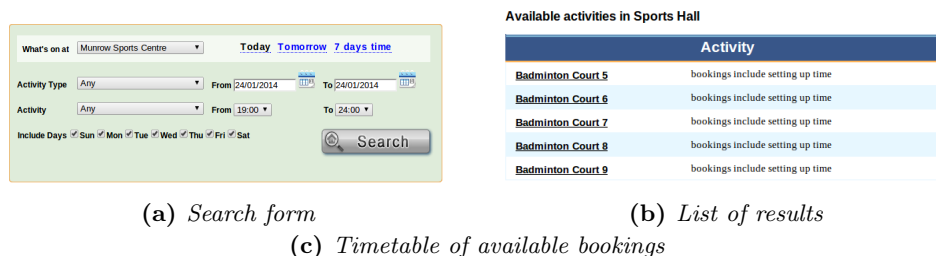 What's on at Munrow Sports Centre Today Tomorrow 7 days time
Activity Type Any From 24/01/2014 To 24/01/2014
Activity Any From 19:00 To 24:00
Include Days Sun Mon Tue Wed Thu Fri Sat
Search
(a) Search form
Available activities in Sports Hall
Activity
Badminton Court 5 bookings include setting up time
Badminton Court 6 bookings include setting up time
Badminton Court 7 bookings include setting up time
Badminton Court 8 bookings include setting up time
Badminton Court 9 bookings include setting up time
(b) List of results
(c) Timetable of available bookings